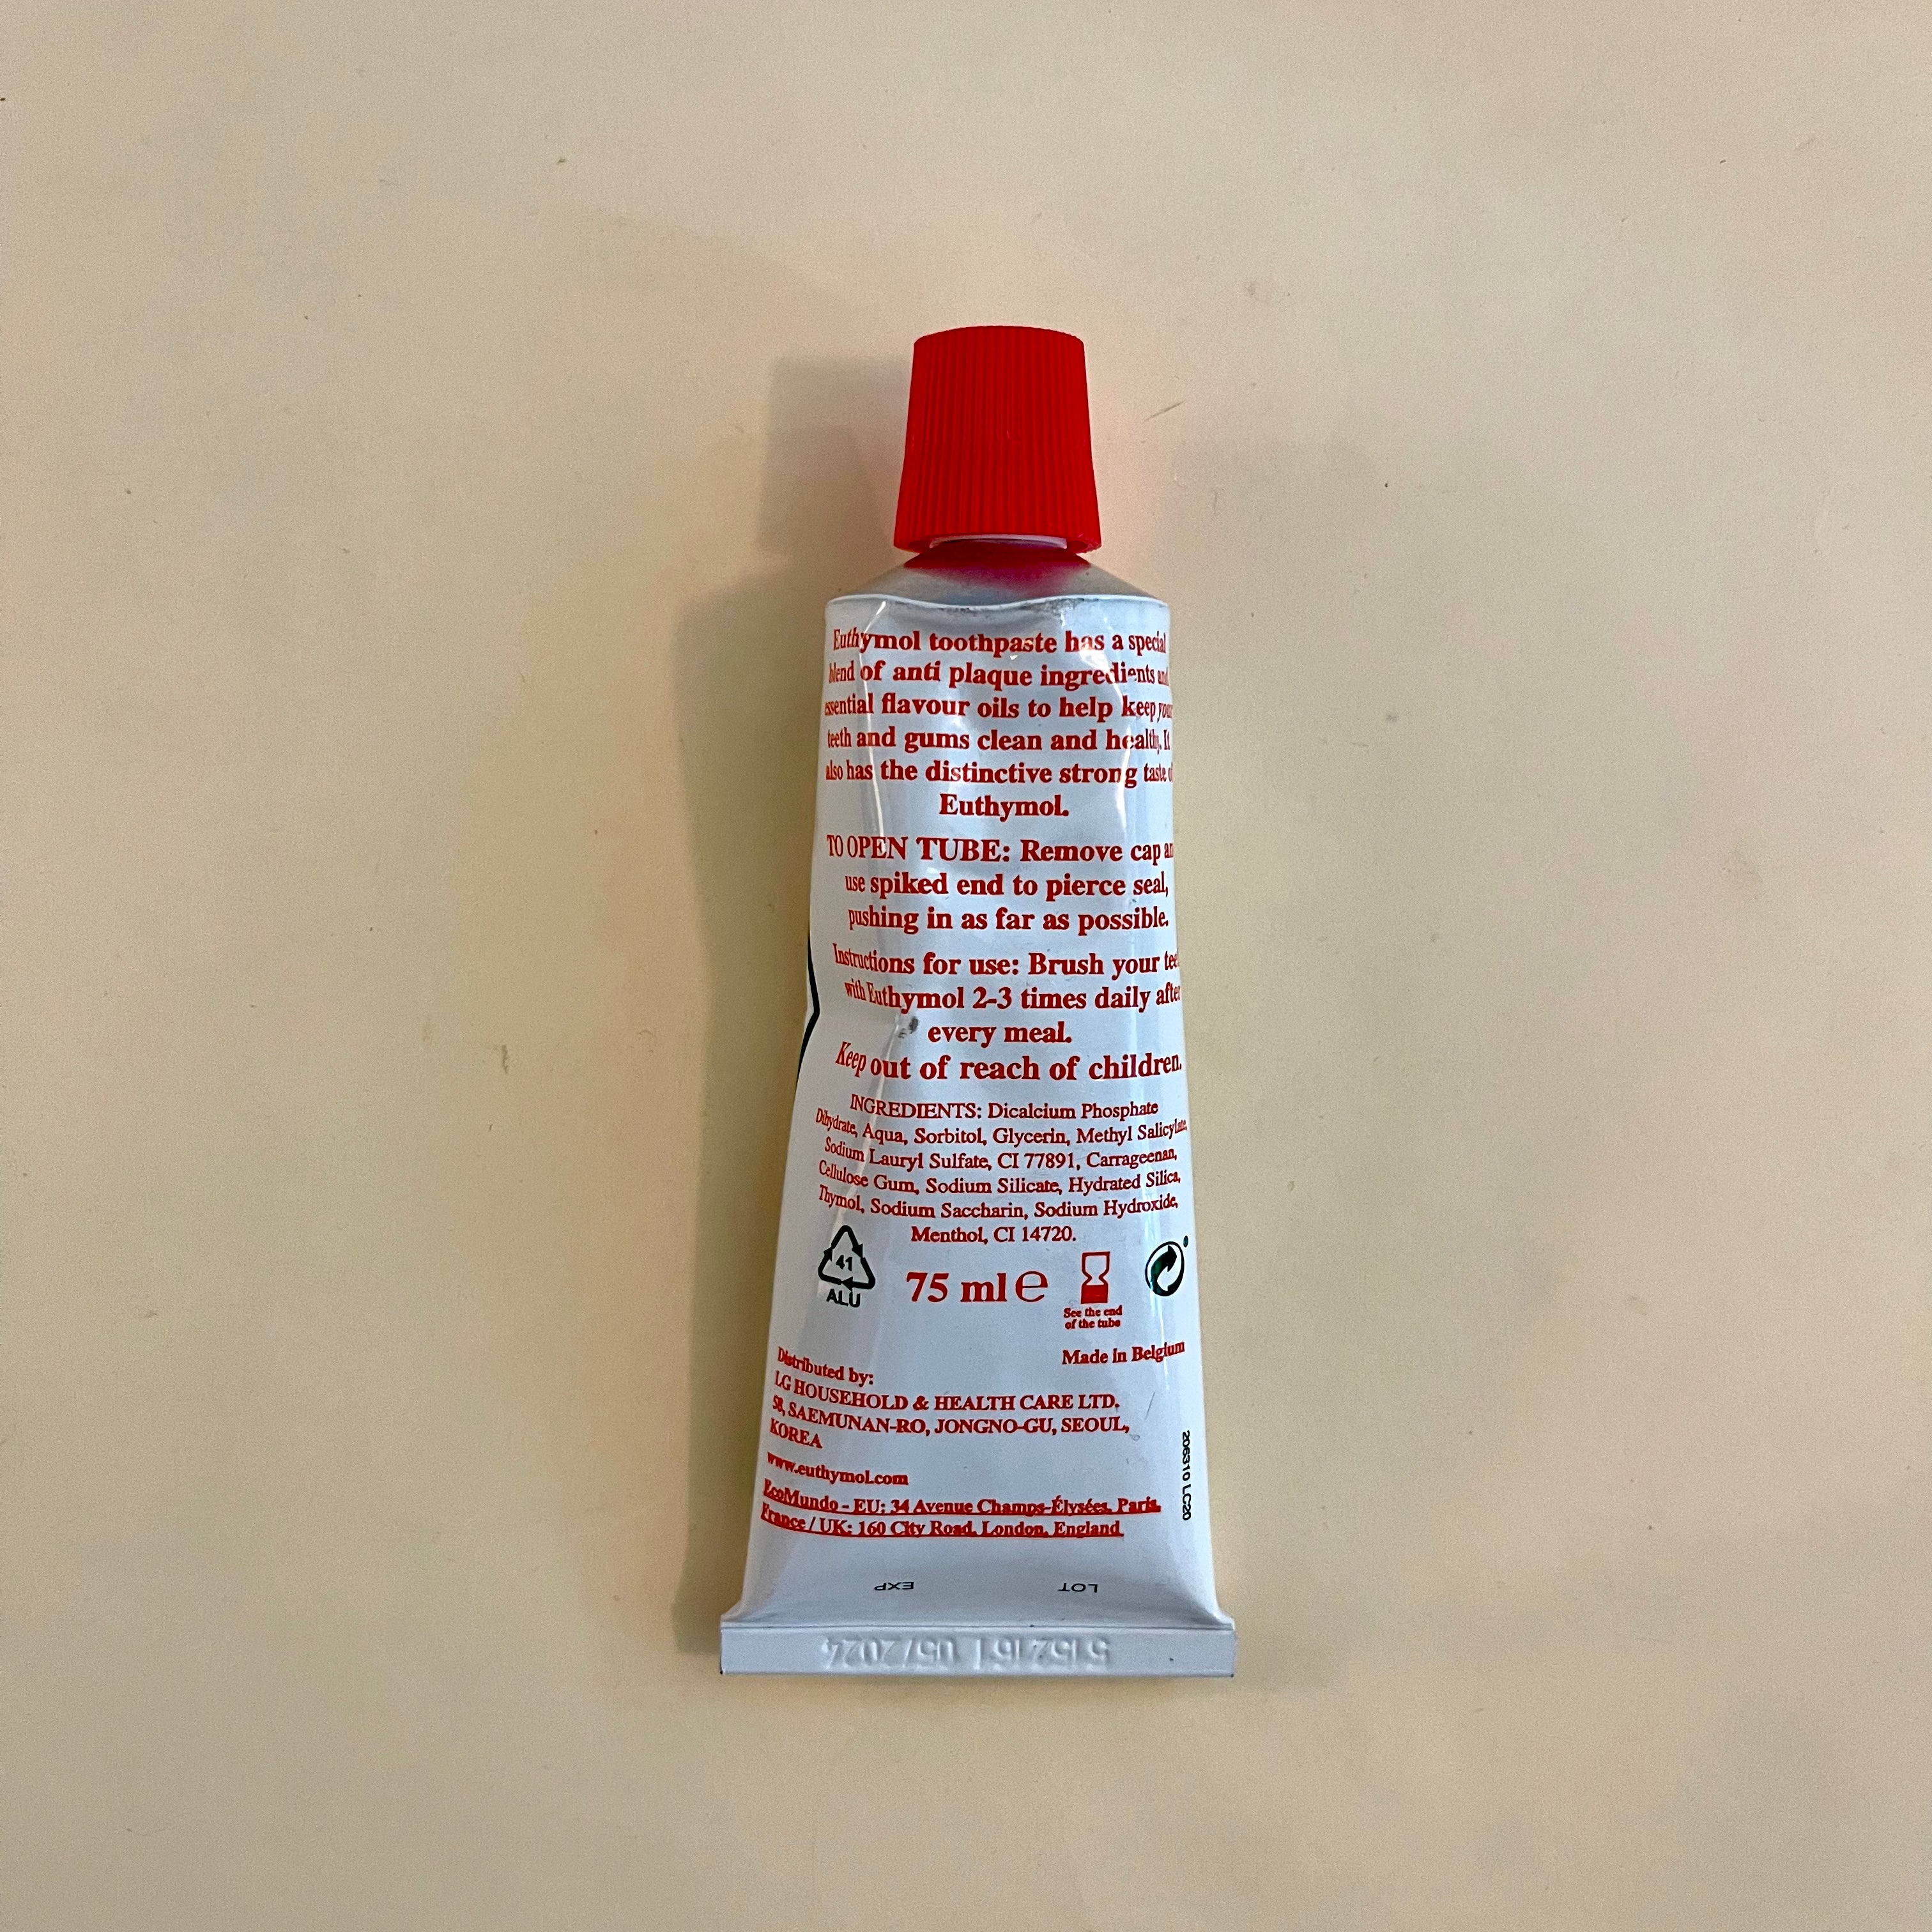 Euthymol toothpaste has a special
blend of anti plaque ingredients and
essential flavour oils to help keep your
teeth and gums clean and healthy. It
also has the distinctive strong taste of
Euthymol.
TO OPEN TUBE: Remove cap an
use spiked end to pierce seal,
pushing in as far as possible.
Instructions for use: Brush your tee
with Euthymol 2-3 times daily after
every meal.
Keep out of reach of children.
INGREDIENTS: Dicalcium Phosphate
Dihydrate, Aqua, Sorbitol, Glycerin, Methyl Salicylate,
Sodium Lauryl Sulfate, CI 77891, Carrageenan,
Cellulose Gum, Sodium Silicate, Hydrated Silica,
Thymol, Sodium Saccharin, Sodium Hydroxide,
Menthol, CI 14720.
41
ALU
75 ml e
See the end
of the tube
Made in Belgium
Distributed by:
LG HOUSEHOLD & HEALTH CARE LTD.
58, SAEMUNAN-RO, JONGNO-GU, SEOUL,
KOREA
www.euthymol.com
EcoMundo - EU: 34 Avenue Champs-Élysées, Paris,
France / UK: 160 City Road, London, England
206310 LC20
EXP
LOT
05/2024